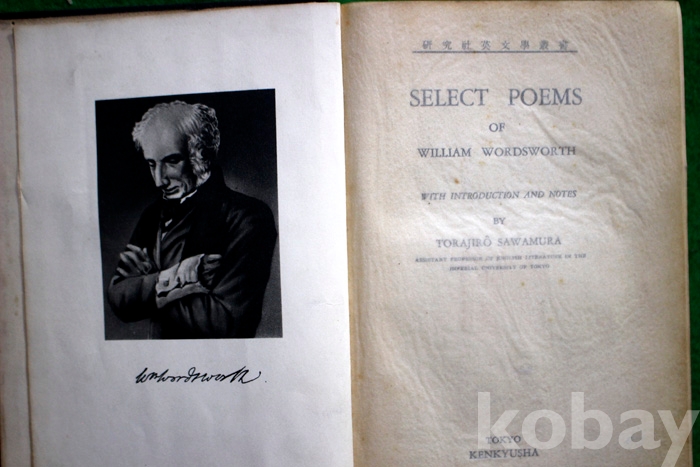 Wm Wordsworth.
研究社英文學叢書
SELECT POEMS
OF
WILLIAM WORDSWORTH
WITH INTRODUCTION AND NOTES
BY
TORAJIRŌ SAWAMURA
ASSISTANT PROFESSOR OF ENGLISH LITERATURE IN THE
IMPERIAL UNIVERSITY OF TOKYO
TOKYO
KENKYUSHA
kobay